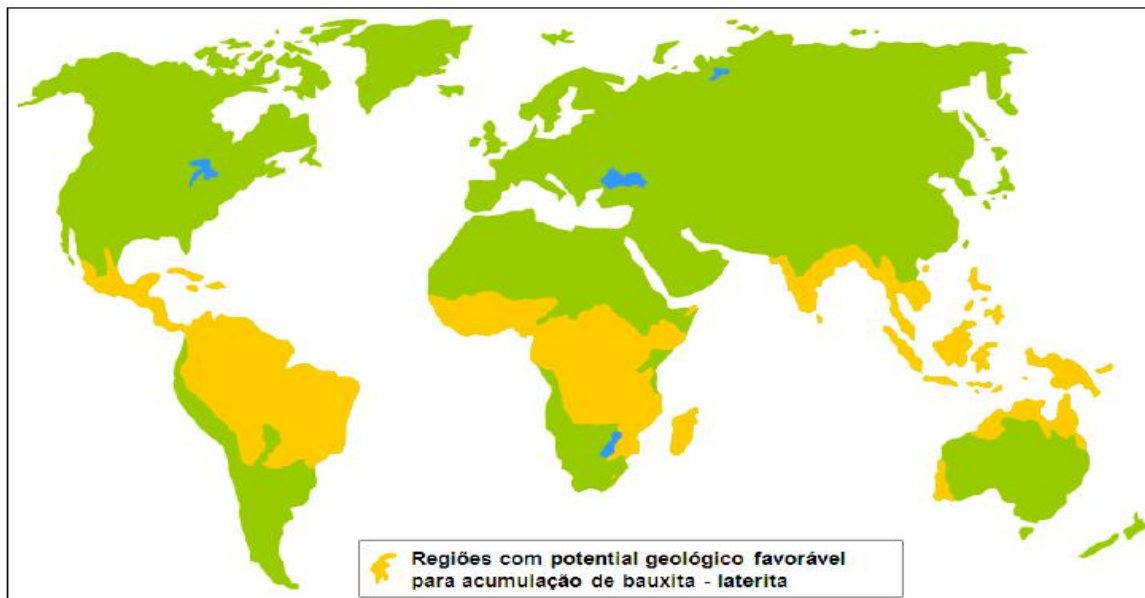 Regiões com potential geológico favorável
para acumulação de bauxita - laterita